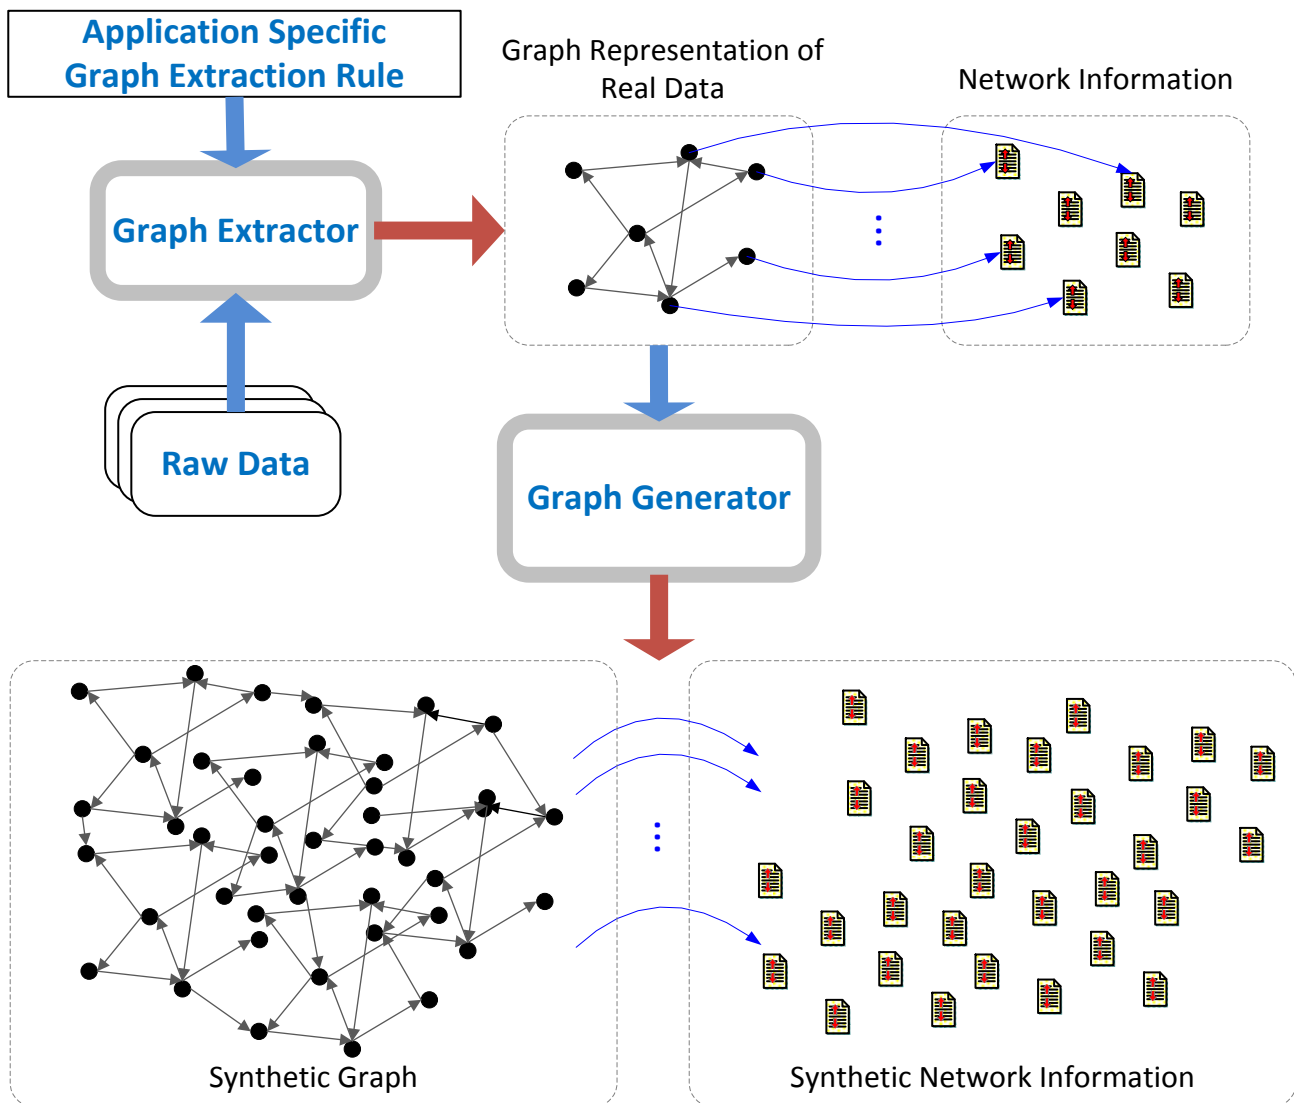 Application Specific
Graph Extraction Rule
Graph Representation of
Real Data
Network Information
Graph Extractor
Raw Data
Graph Generator
Synthetic Graph
Synthetic Network Information